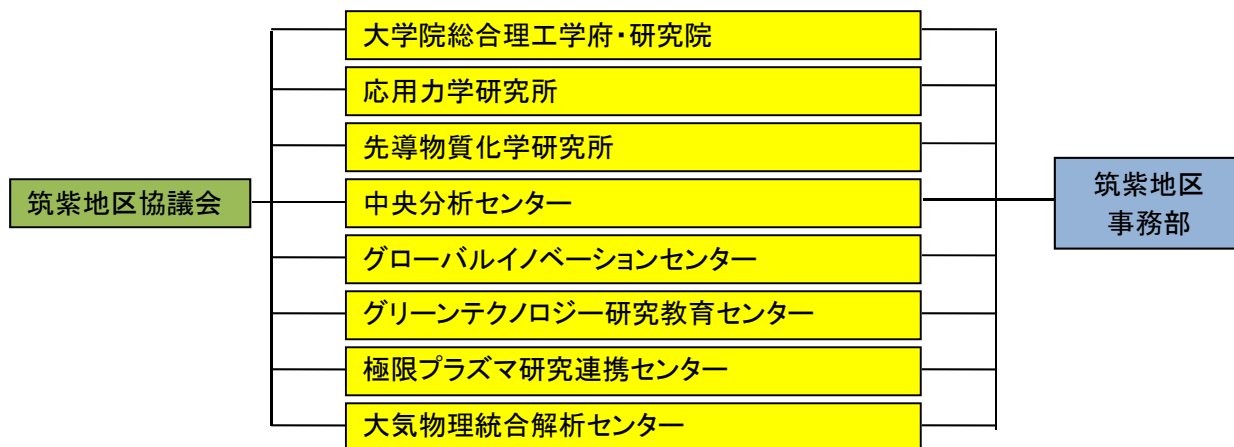 大学院総合理工学府・研究院
応用力学研究所
先導物質化学研究所
筑紫地区協議会
中央分析センター
筑紫地区
事務部
グローバルイノベーションセンター
グリーンテクノロジー研究教育センター
極限プラズマ研究連携センター
大気物理統合解析センター